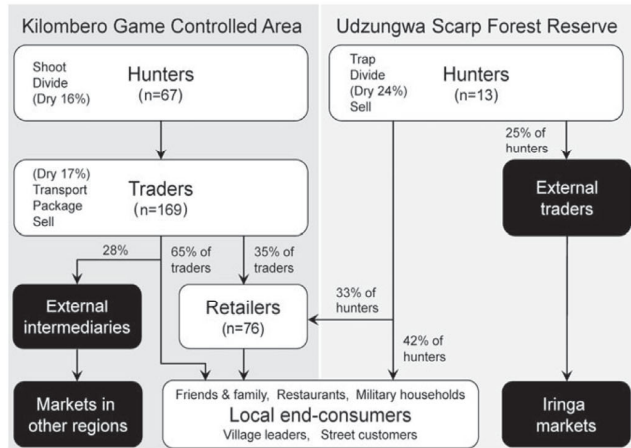 Kilombero Game Controlled Area
Udzungwa Scarp Forest Reserve
Shoot
Divide
(Dry 16%)
Hunters
(n=67)
Trap
Divide
(Dry 24%)
Sell
Hunters
(n=13)
25% of
hunters
(Dry 17%)
Transport
Package
Sell
Traders
(n=169)
External
traders
28%
65% of
traders
35% of
traders
External
intermediaries
Retailers
(n=76)
33% of
hunters
42% of
hunters
Markets in
other regions
Friends & family, Restaurants, Military households
Local end-consumers
Village leaders, Street customers
Iringa
markets